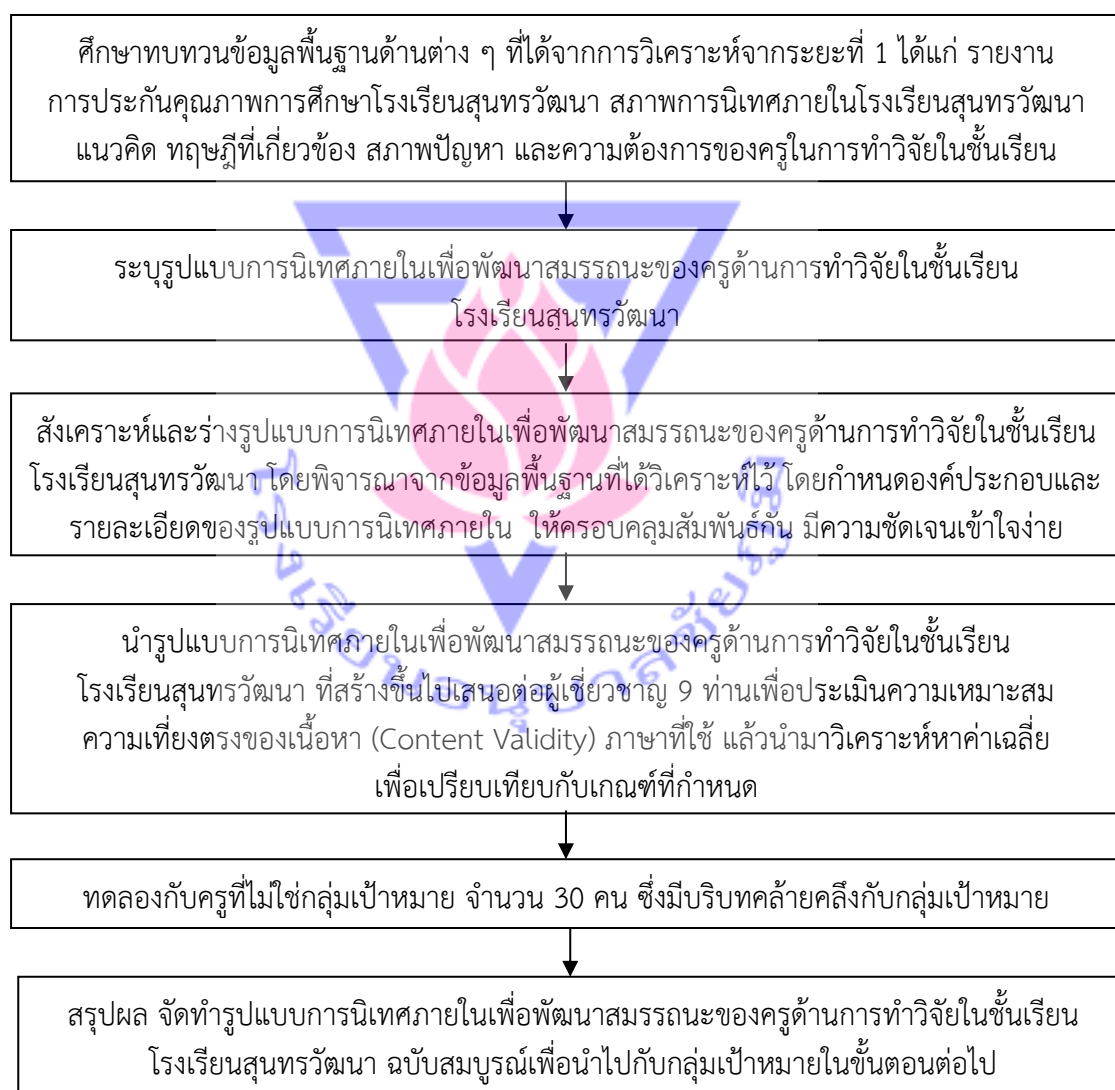 ศึกษาทบทวนข้อมูลพื้นฐานด้านต่าง ๆ ที่ได้จากการวิเคราะห์จากระยะที่ 1 ได้แก่ รายงาน
การประกันคุณภาพการศึกษาโรงเรียนสุนทรวัฒนา สภาพการนิเทศภายในโรงเรียนสุนทรวัฒนา
แนวคิด ทฤษฎีที่เกี่ยวข้อง สภาพปัญหา และความต้องการของครูในการทำวิจัยในชั้นเรียน
ระบุรูปแบบการนิเทศภายในเพื่อพัฒนาสมรรถนะของครูด้านการทำวิจัยในชั้นเรียน
โรงเรียนสุนทรวัฒนา
สังเคราะห์และร่างรูปแบบการนิเทศภายในเพื่อพัฒนาสมรรถนะของครูด้านการทำวิจัยในชั้นเรียน
โรงเรียนสุนทรวัฒนา โดยพิจารณาจากข้อมูลพื้นฐานที่ได้วิเคราะห์ไว้ โดยกำหนดองค์ประกอบและ
รายละเอียดของรูปแบบการนิเทศภายใน ให้ครอบคลุมสัมพันธ์กัน มีความชัดเจนเข้าใจง่าย
นำรูปแบบการนิเทศภายในเพื่อพัฒนาสมรรถนะของครูด้านการทำวิจัยในชั้นเรียน
โรงเรียนสุนทรวัฒนา ที่สร้างขึ้นไปเสนอต่อผู้เชี่ยวชาญ 9 ท่านเพื่อประเมินความเหมาะสม
ความเที่ยงตรงของเนื้อหา (Content Validity) ภาษาที่ใช้ แล้วนำมาวิเคราะห์หาค่าเฉลี่ย
เพื่อเปรียบเทียบกับเกณฑ์ที่กำหนด
ทดลองกับครูที่ไม่ใช่กลุ่มเป้าหมาย จำนวน 30 คน ซึ่งมีบริบทคล้ายคลึงกับกลุ่มเป้าหมาย
สรุปผล จัดทำรูปแบบการนิเทศภายในเพื่อพัฒนาสมรรถนะของครูด้านการทำวิจัยในชั้นเรียน
โรงเรียนสุนทรวัฒนา ฉบับสมบูรณ์เพื่อนำไปกับกลุ่มเป้าหมายในขั้นตอนต่อไป
โรงเรียนอนุบาลชัยภูมิ